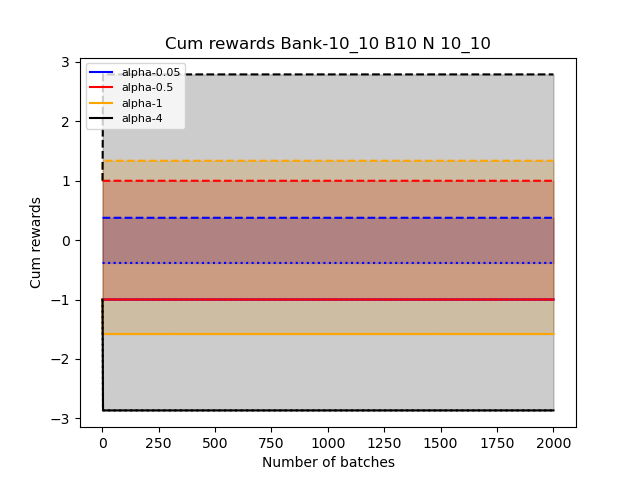 Cum rewards Bank-10_10 B10 N 10_10
alpha-0.05
alpha-0.5
alpha-1
alpha-4
Cum rewards
3
2
1
0
−1
−2
−3
0
250
500
750
1000
1250
1500
1750
2000
Number of batches